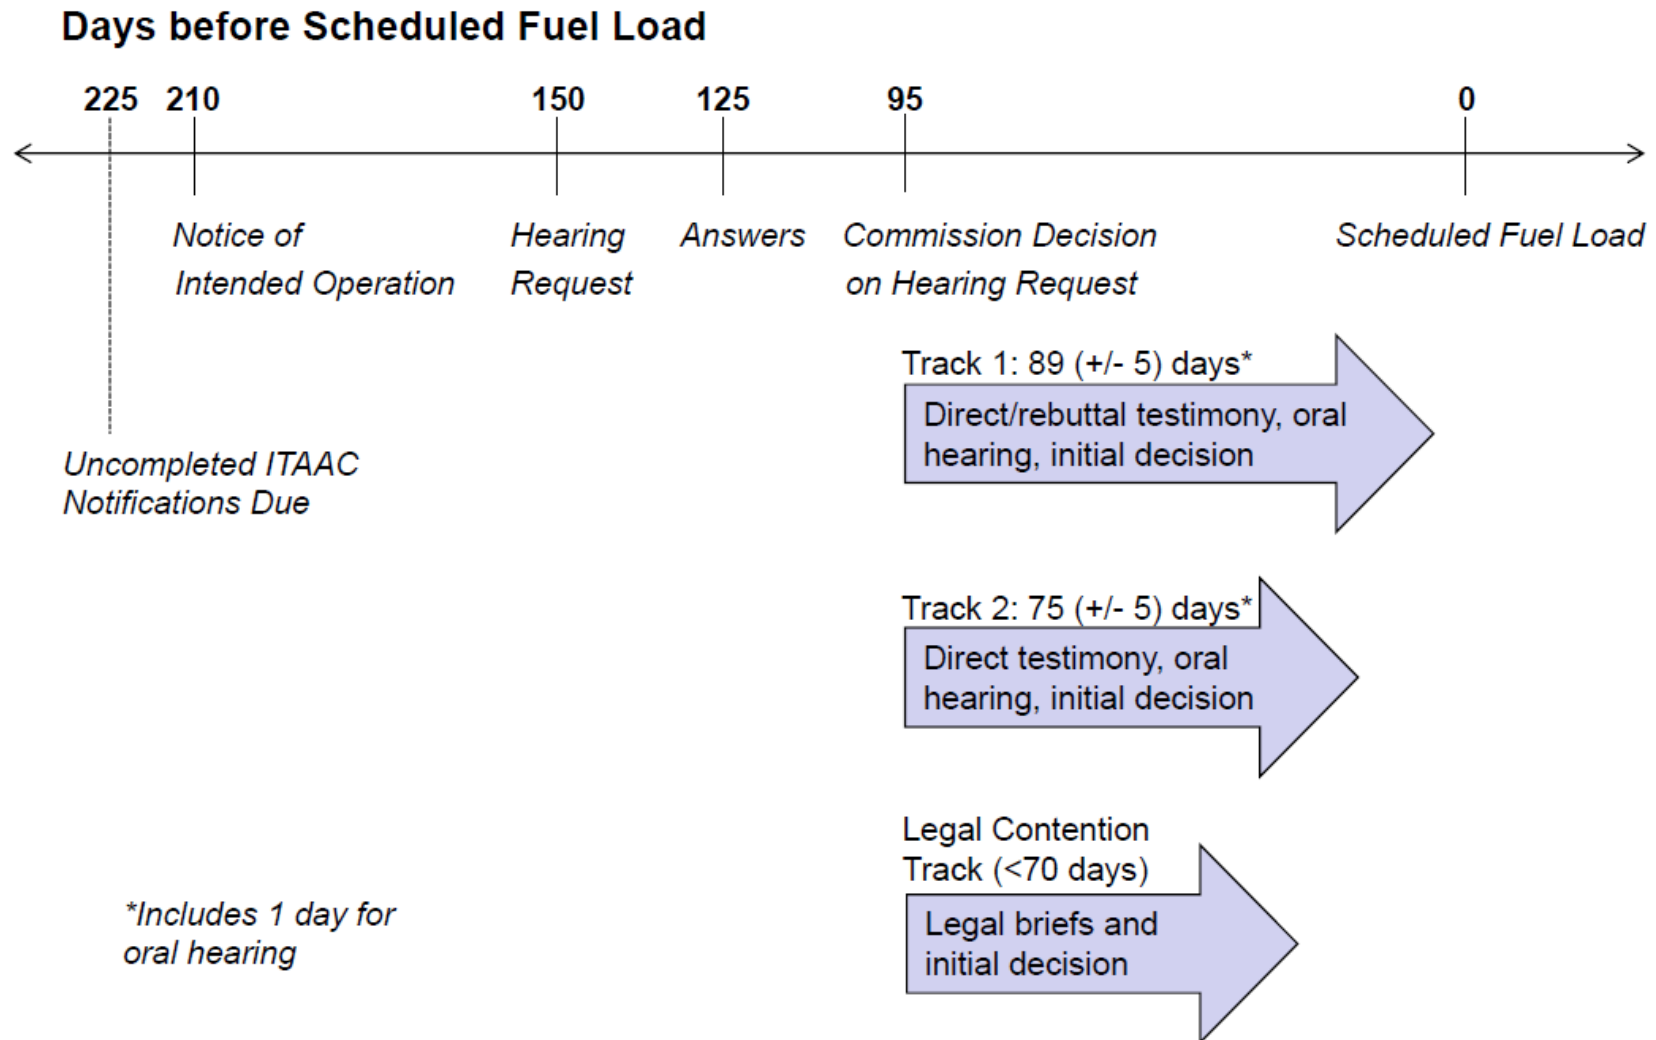 Days before Scheduled Fuel Load
225 210 150 125 95 0
Notice of
Intended Operation
Hearing
Request
Answers
Commission Decision
on Hearing Request
Scheduled Fuel Load
Uncompleted ITAAC
Notifications Due
Track 1: 89 (+/- 5) days*
Direct/rebuttal testimony, oral
hearing, initial decision
Track 2: 75 (+/- 5) days*
Direct testimony, oral
hearing, initial decision
Legal Contention
Track (<70 days)
Legal briefs and
initial decision
*Includes 1 day for
oral hearing